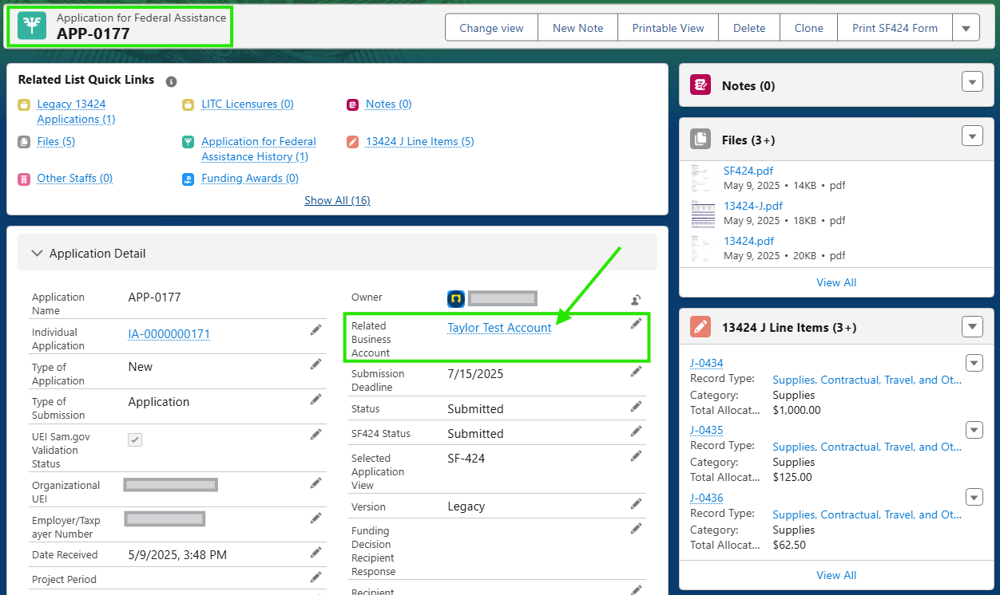 Application for Federal Assistance
APP-0177
Change view
New Note
Printable View
Delete
Clone
Print SF424 Form
Related List Quick Links
Legacy 13424
Applications (1)
LITC Licensures (0)
Notes (0)
Files (5)
Application for Federal
Assistance History (1)
13424 J Line Items (5)
Other Staffs (0)
Funding Awards (0)
Show All (16)
Application Detail
Application
Name
APP-0177
Individual
Application
IA-0000000171
Type of
Application
New
Type of
Submission
Application
UEI Sam.gov
Validation
Status
Organizational
UEI
Employer/Taxp
ayer Number
Date Received
5/9/2025, 3:48 PM
Project Period
Owner
Related
Business
Account
Taylor Test Account
Submission
Deadline
7/15/2025
Status
Submitted
SF424 Status
Submitted
Selected
Application
View
SF-424
Version
Legacy
Funding
Decision
Recipient
Response
Recipient
Notes (0)
Files (3+)
SF424.pdf
May 9, 2025 • 14KB • pdf
13424-J.pdf
May 9, 2025 • 18KB • pdf
13424.pdf
May 9, 2025 • 20KB • pdf
View All
13424 J Line Items (3+)
J-0434
Record Type: Supplies, Contractual, Travel, and Ot...
Category: Supplies
Total Allocat... $1,000.00
J-0435
Record Type: Supplies, Contractual, Travel, and Ot...
Category: Supplies
Total Allocat... $125.00
J-0436
Record Type: Supplies, Contractual, Travel, and Ot...
Category: Supplies
Total Allocat... $62.50
View All